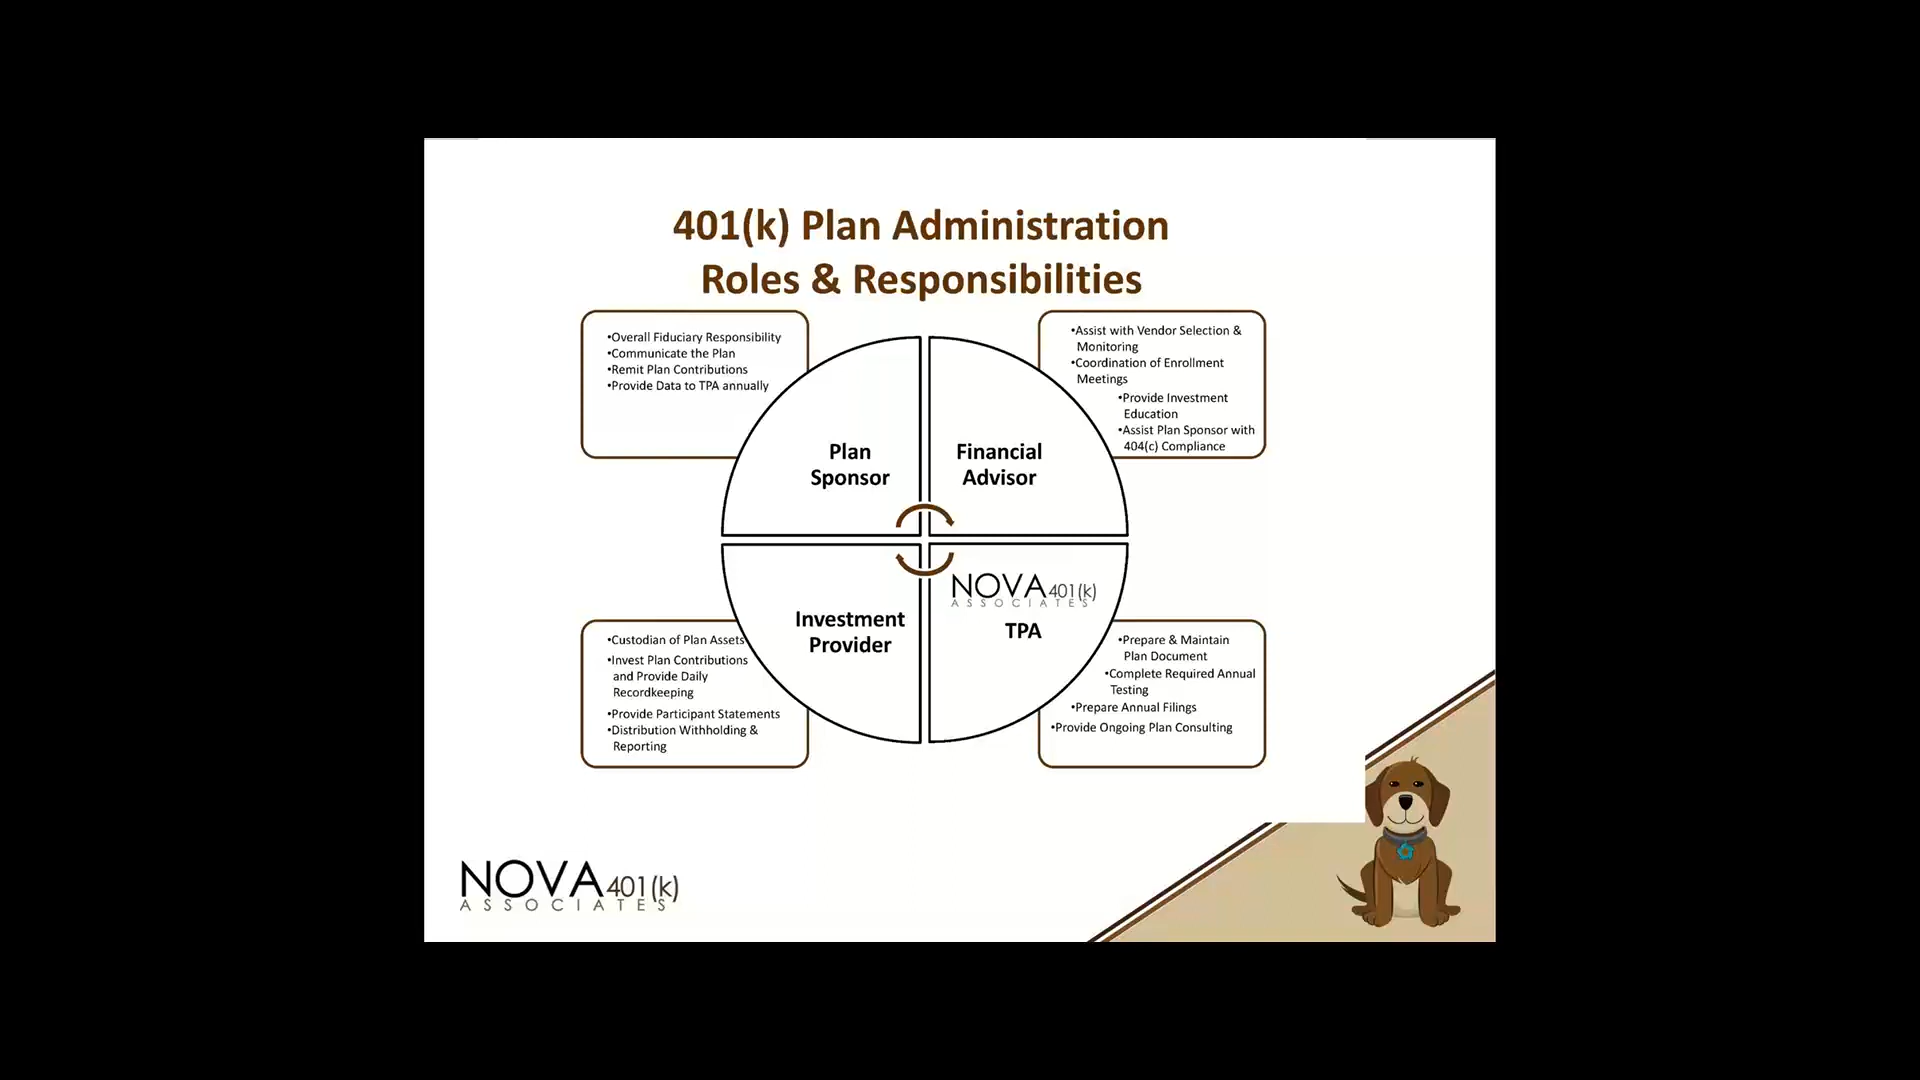 401(k) Plan Administration
Roles & Responsibilities
•Overall Fiduciary Responsibility
•Communicate the Plan
•Remit Plan Contributions
•Provide Data to TPA annually
•Assist with Vendor Selection &
Monitoring
•Coordination of Enrollment
Meetings
•Provide Investment
Education
•Assist Plan Sponsor with
404(c) Compliance
Plan
Sponsor
Financial
Advisor
Investment
Provider
NOVA 401(k)
ASSOCIATES
TPA
•Custodian of Plan Assets
•Invest Plan Contributions
and Provide Daily
Recordkeeping
•Provide Participant Statements
•Distribution Withholding &
Reporting
•Prepare & Maintain
Plan Document
•Complete Required Annual
Testing
•Prepare Annual Filings
•Provide Ongoing Plan Consulting
NOVA 401(k)
ASSOCIATES